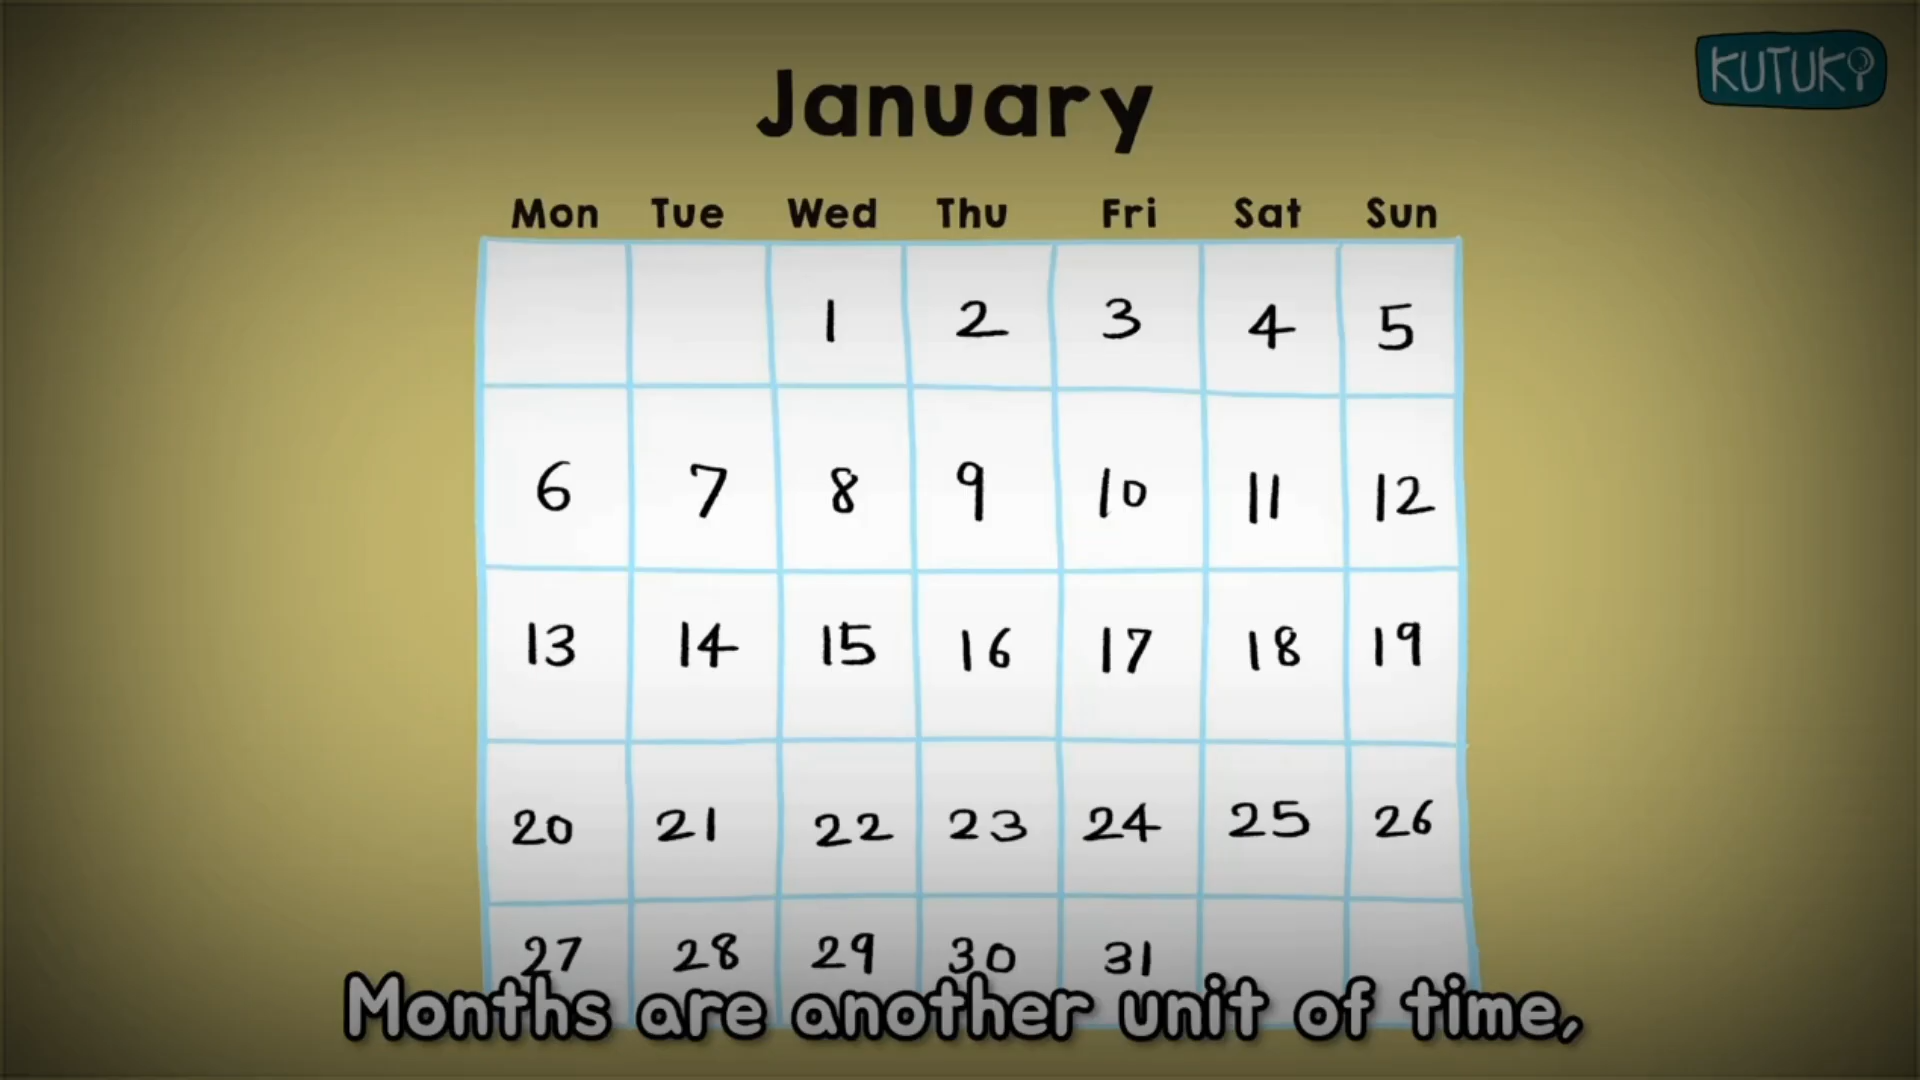 KUTUKI
January
Mon Tue Wed Thu Fri Sat Sun
1 2 3 4 5
6 7 8 9 10 11 12
13 14 15 16 17 18 19
20 21 22 23 24 25 26
27 28 29 30 31
Months are another unit of time,